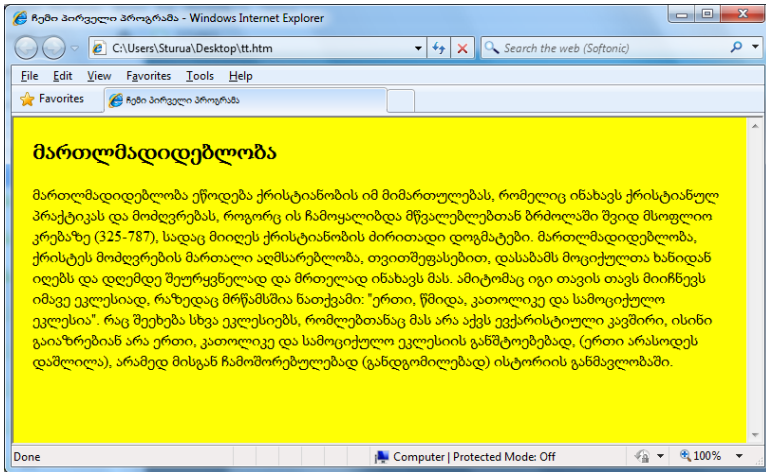 ჩემი პირველი პროგრამა - Windows Internet Explorer
C:\Users\Sturua\Desktop\tt.htm
Search the web (Softonic)
File Edit View Favorites Tools Help
Favorites
ჩემი პირველი პროგრამა
მართლმადიდებლობა
მართლმადიდებლობა ეწოდება ქრისტიანობის იმ მიმართულებას, რომელიც ინახავს ქრისტიანულ
პრაქტიკას და მოძღვრებას, როგორც ის ჩამოყალიბდა მწვალებლებთან ბრძოლაში შვიდ მსოფლიო
კრებაზე (325-787), სადაც მიიღეს ქრისტიანობის ძირითადი დოგმატები. მართლმადიდებლობა,
ქრისტეს მოძღვრების მართალი აღმსარებლობა, თვითშეფასებით, დასაბამს მოციქულთა ხანიდან
იღებს და დღემდე შეურყვნელად და მრთელად ინახავს მას. ამიტომაც იგი თავის თავს მიიჩნევს
იმავე ეკლესიად, რაზედაც მრწამსშია ნათქვამი: "ერთი, წმიდა, კათოლიკე და სამოციქულო
ეკლესია". რაც შეეხება სხვა ეკლესიებს, რომლებთანაც მას არა აქვს ევქარისტიული კავშირი, ისინი
გაიაზრებიან არა ერთი, კათოლიკე და სამოციქულო ეკლესიის განშტოებებად, (ერთი არასოდეს
დაშლილა), არამედ მისგან ჩამოშორებულებად (განდგომილებად) ისტორიის განმავლობაში.
Done
Computer | Protected Mode: Off
100%